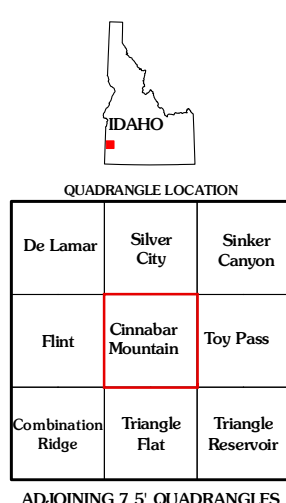 IDAHO
QUADRANGLE LOCATION
De Lamar
Silver
City
Sinker
Canyon
Flint
Cinnabar
Mountain
Toy Pass
Combination
Ridge
Triangle
Flat
Triangle
Reservoir
ADJOINING 7.5' QUADRANGLES